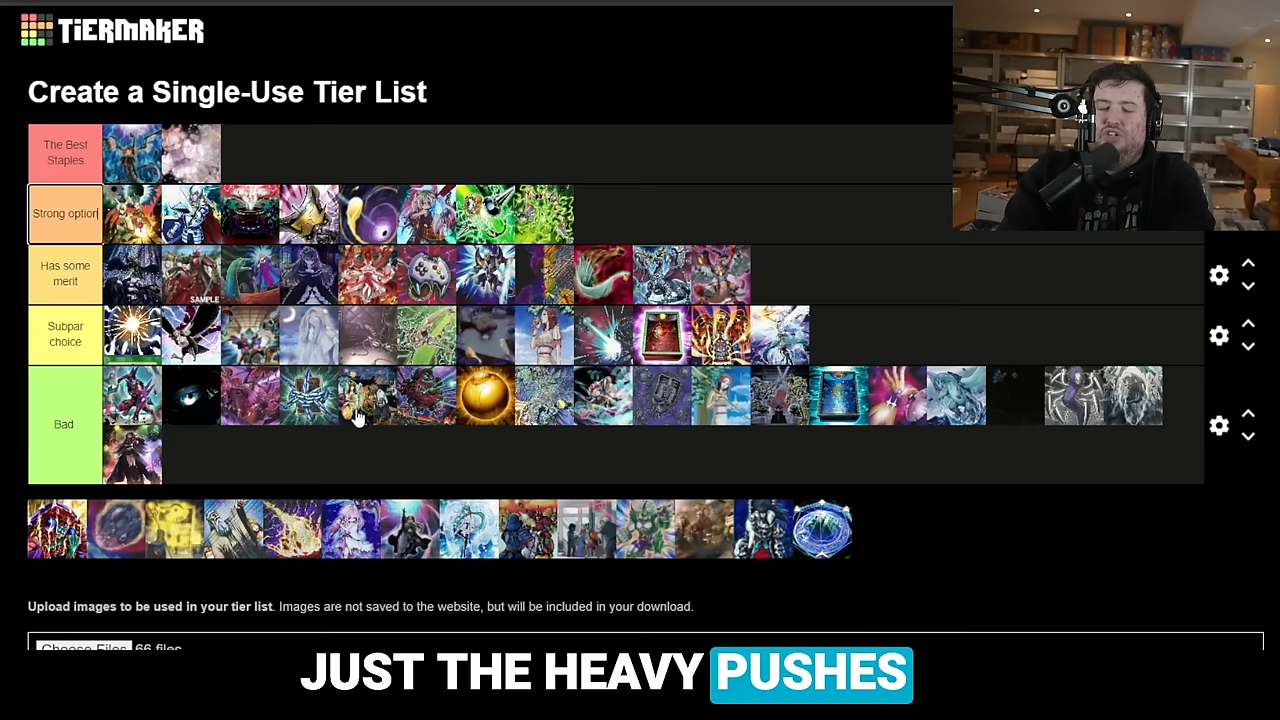 TiERMAKER
Create a Single-Use Tier List
The Best
Staples
Strong option
Has some
merit
SAMPLE
Subpar
choice
Bad
Upload images to be used in your tier list. Images are not saved to the website, but will be included in your download.
Choose Files 66 files
JUST THE HEAVY PUSHES